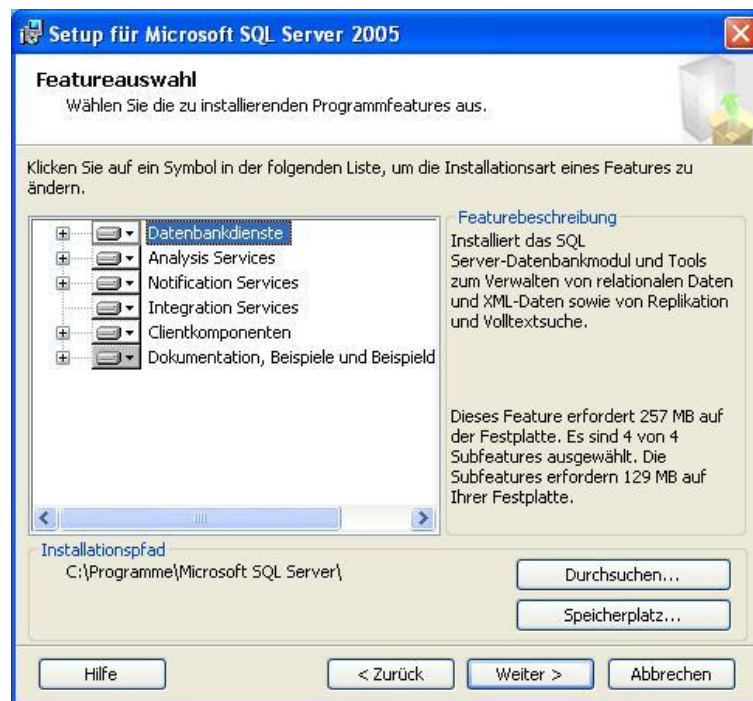 Setup für Microsoft SQL Server 2005
Featureauswahl
Wählen Sie die zu installierenden Programmfeatures aus.
Klicken Sie auf ein Symbol in der folgenden Liste, um die Installationsart eines Features zu
ändern.
Datenbankdienste
Analysis Services
Notification Services
Integration Services
Clientkomponenten
Dokumentation, Beispiele und Beispield
Featurebeschreibung
Installiert das SQL
Server-Datenbankmodul und Tools
zum Verwalten von relationalen Daten
und XML-Daten sowie von Replikation
und Volltextsuche.
Dieses Feature erfordert 257 MB auf
der Festplatte. Es sind 4 von 4
Subfeatures ausgewählt. Die
Subfeatures erfordern 129 MB auf
Ihrer Festplatte.
Installationspfad
C:\Programme\Microsoft SQL Server\
Durchsuchen...
Speicherplatz...
Hilfe
< Zurück
Weiter >
Abbrechen